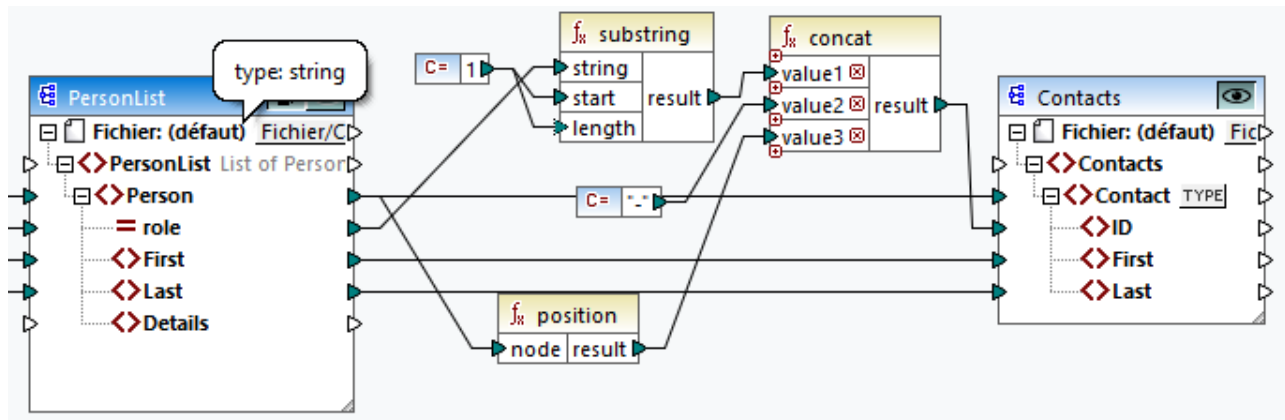 substring
concat
type: string
C= 1
string
value1
PersonList
start
result
value2
result
Contacts
length
value3
Fichier: (défaut) Fichier/C
Fichier: (défaut) Fic
PersonList List of Person
Contacts
Person
C= "-"
Contact TYPE
role
ID
First
First
Last
position
Last
Details
node result